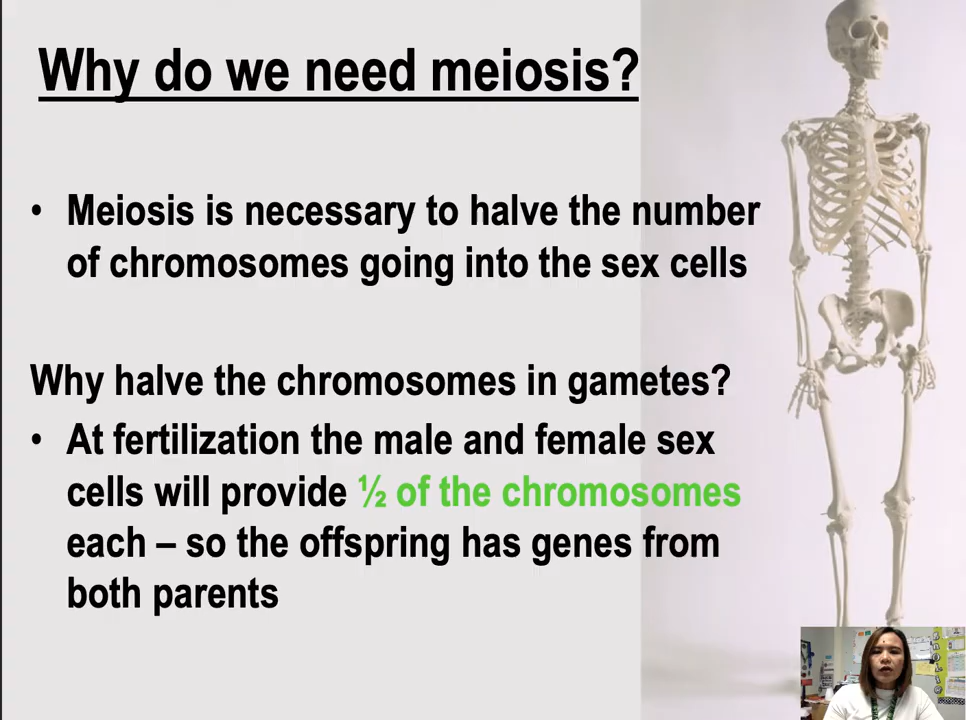 Why do we need meiosis?
• Meiosis is necessary to halve the number
of chromosomes going into the sex cells
Why halve the chromosomes in gametes?
• At fertilization the male and female sex
cells will provide ½ of the chromosomes
each – so the offspring has genes from
both parents